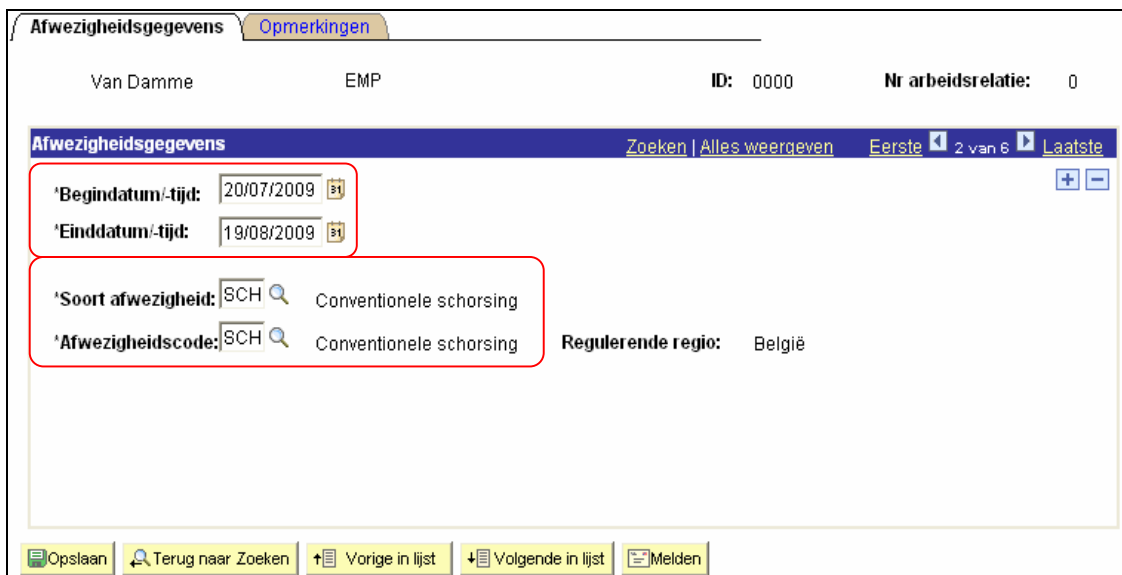 Afwezigheidsgegevens Opmerkingen
Van Damme EMP ID: 0000 Nr arbeidsrelatie: 0
Afwezigheidsgegevens Zoeken | Alles weergeven Eerste 2 van 6 Laatste
*Begindatum/-tijd: 20/07/2009 31
*Einddatum/-tijd: 19/08/2009 31
*Soort afwezigheid: SCH Conventionele schorsing
*Afwezigheidscode: SCH Conventionele schorsing Regulerende regio: België
Opslaan Terug naar Zoeken Vorige in lijst Volgende in lijst Melden